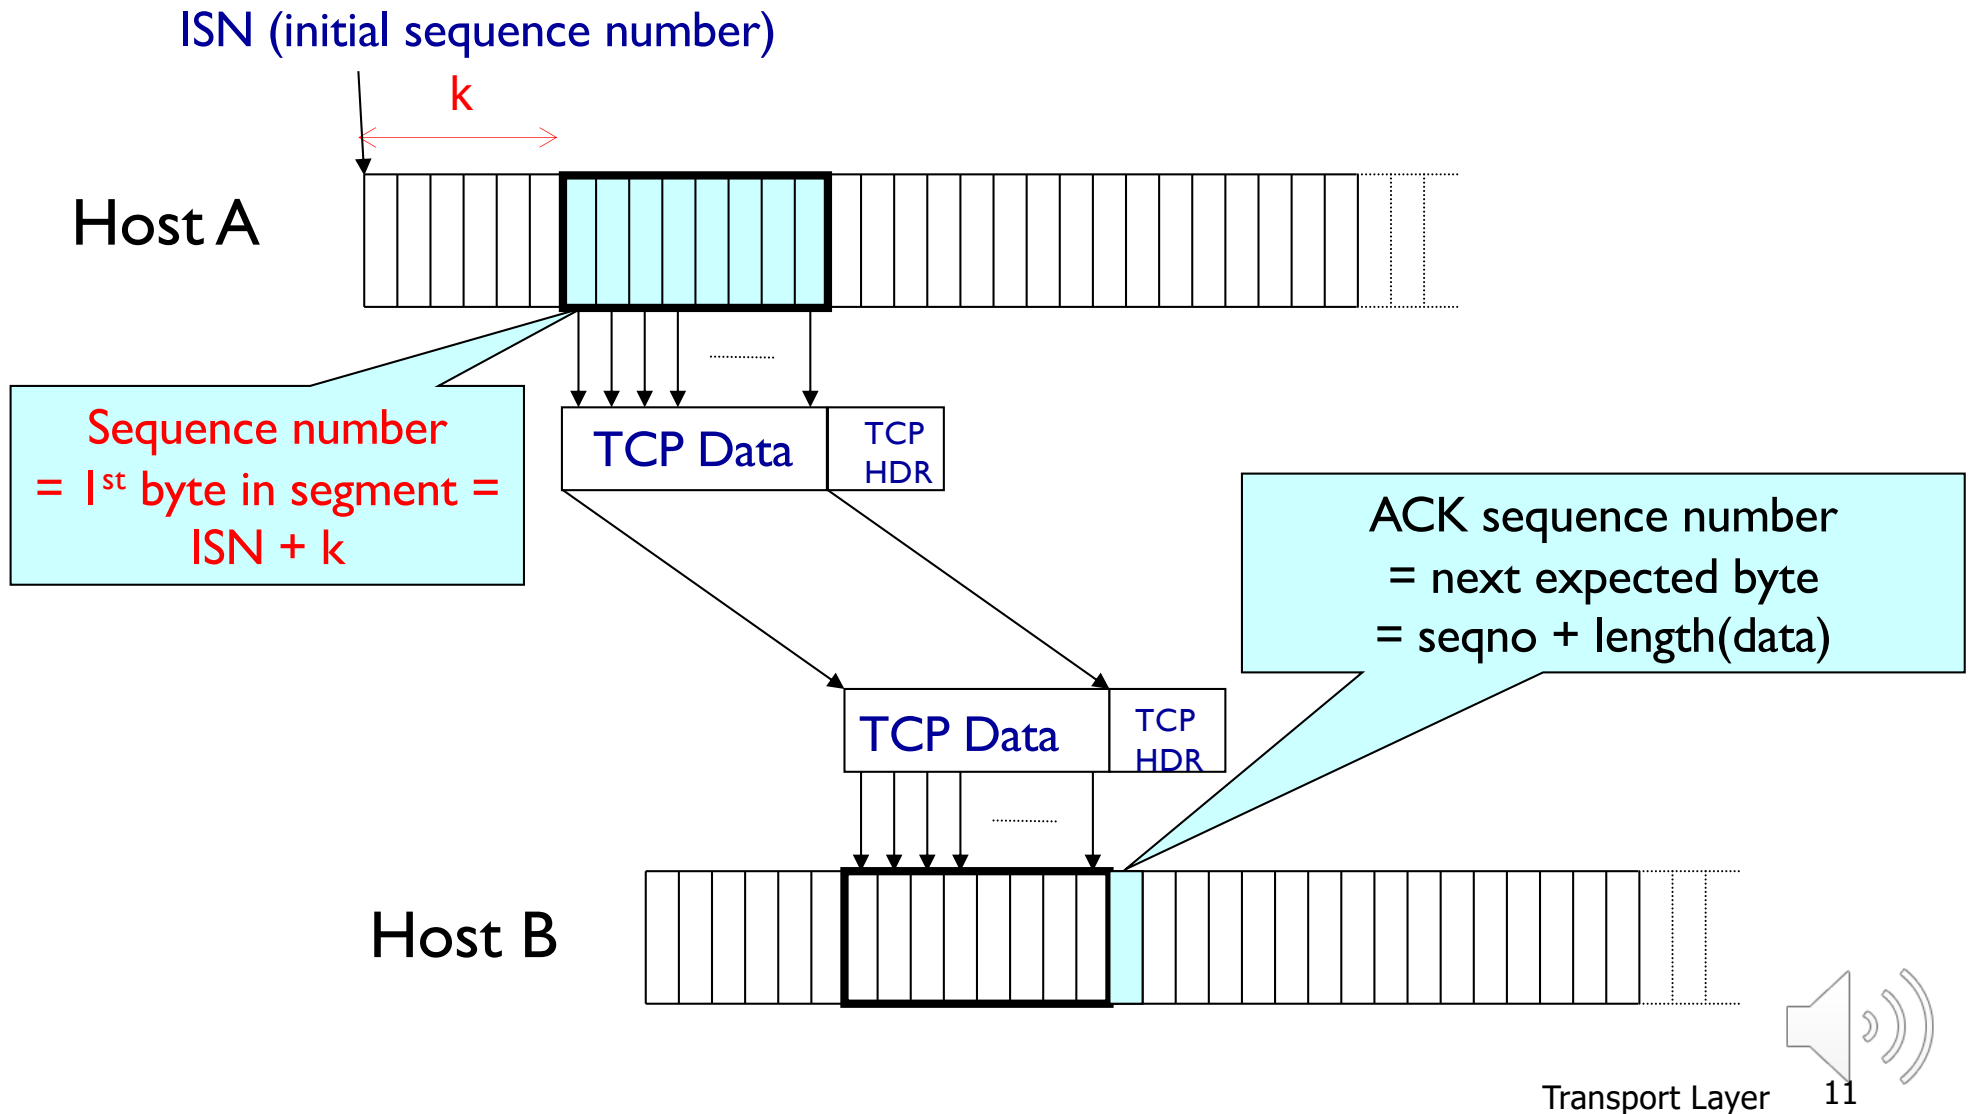 ISN (initial sequence number)
k
Host A
Sequence number
= 1st byte in segment =
ISN + k
TCP Data
TCP
HDR
ACK sequence number
= next expected byte
= seqno + length(data)
TCP Data
TCP
HDR
Host B
Transport Layer 11